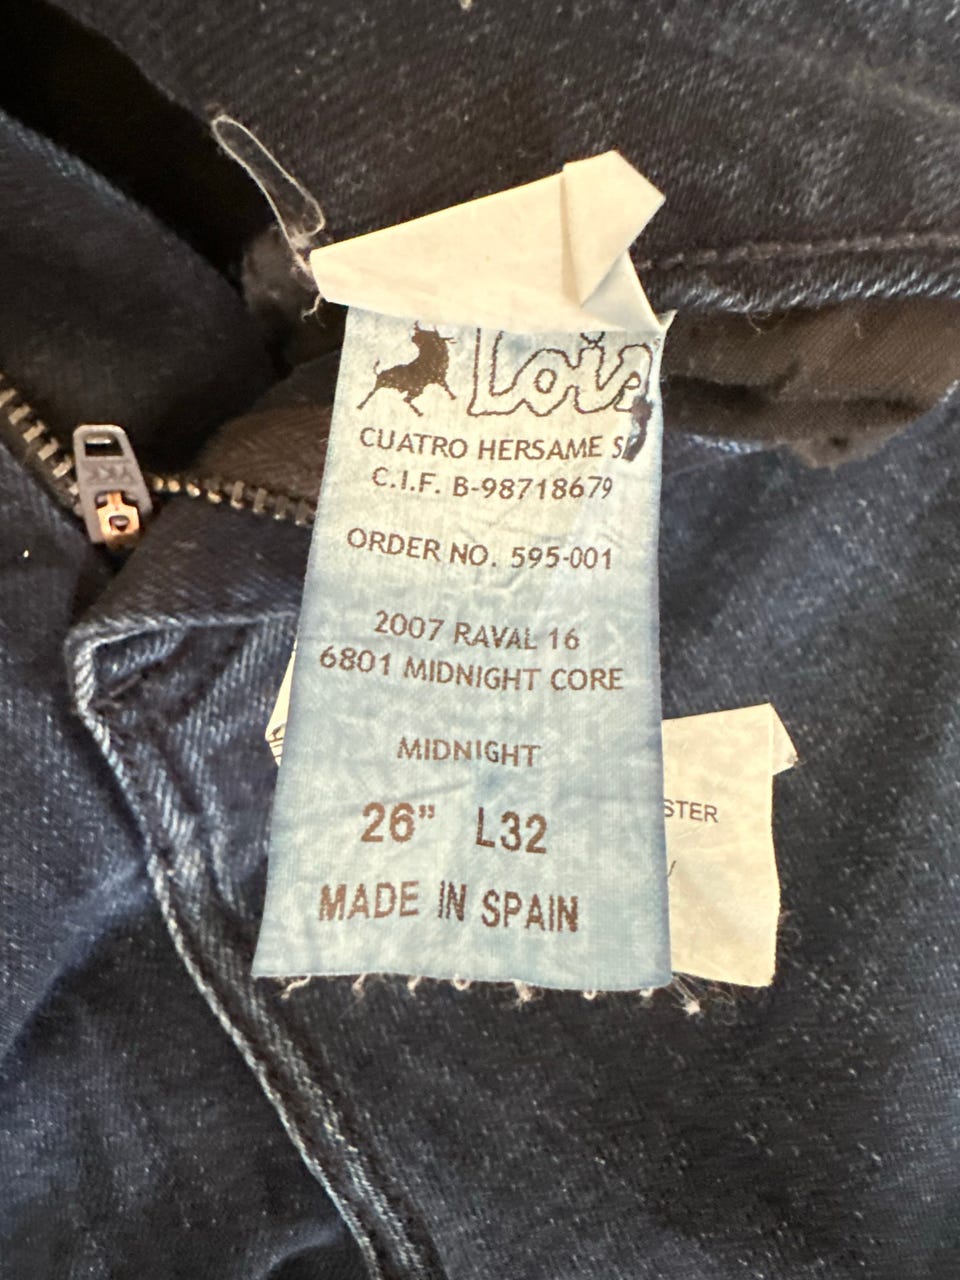 Lois
CUATRO HERSAME
C.I.F. B-98718679
ORDER NO. 595-001
2007 RAVAL 16
6801 MIDNIGHT CORE
MIDNIGHT
26” L32
MADE IN SPAIN
STER
YKK